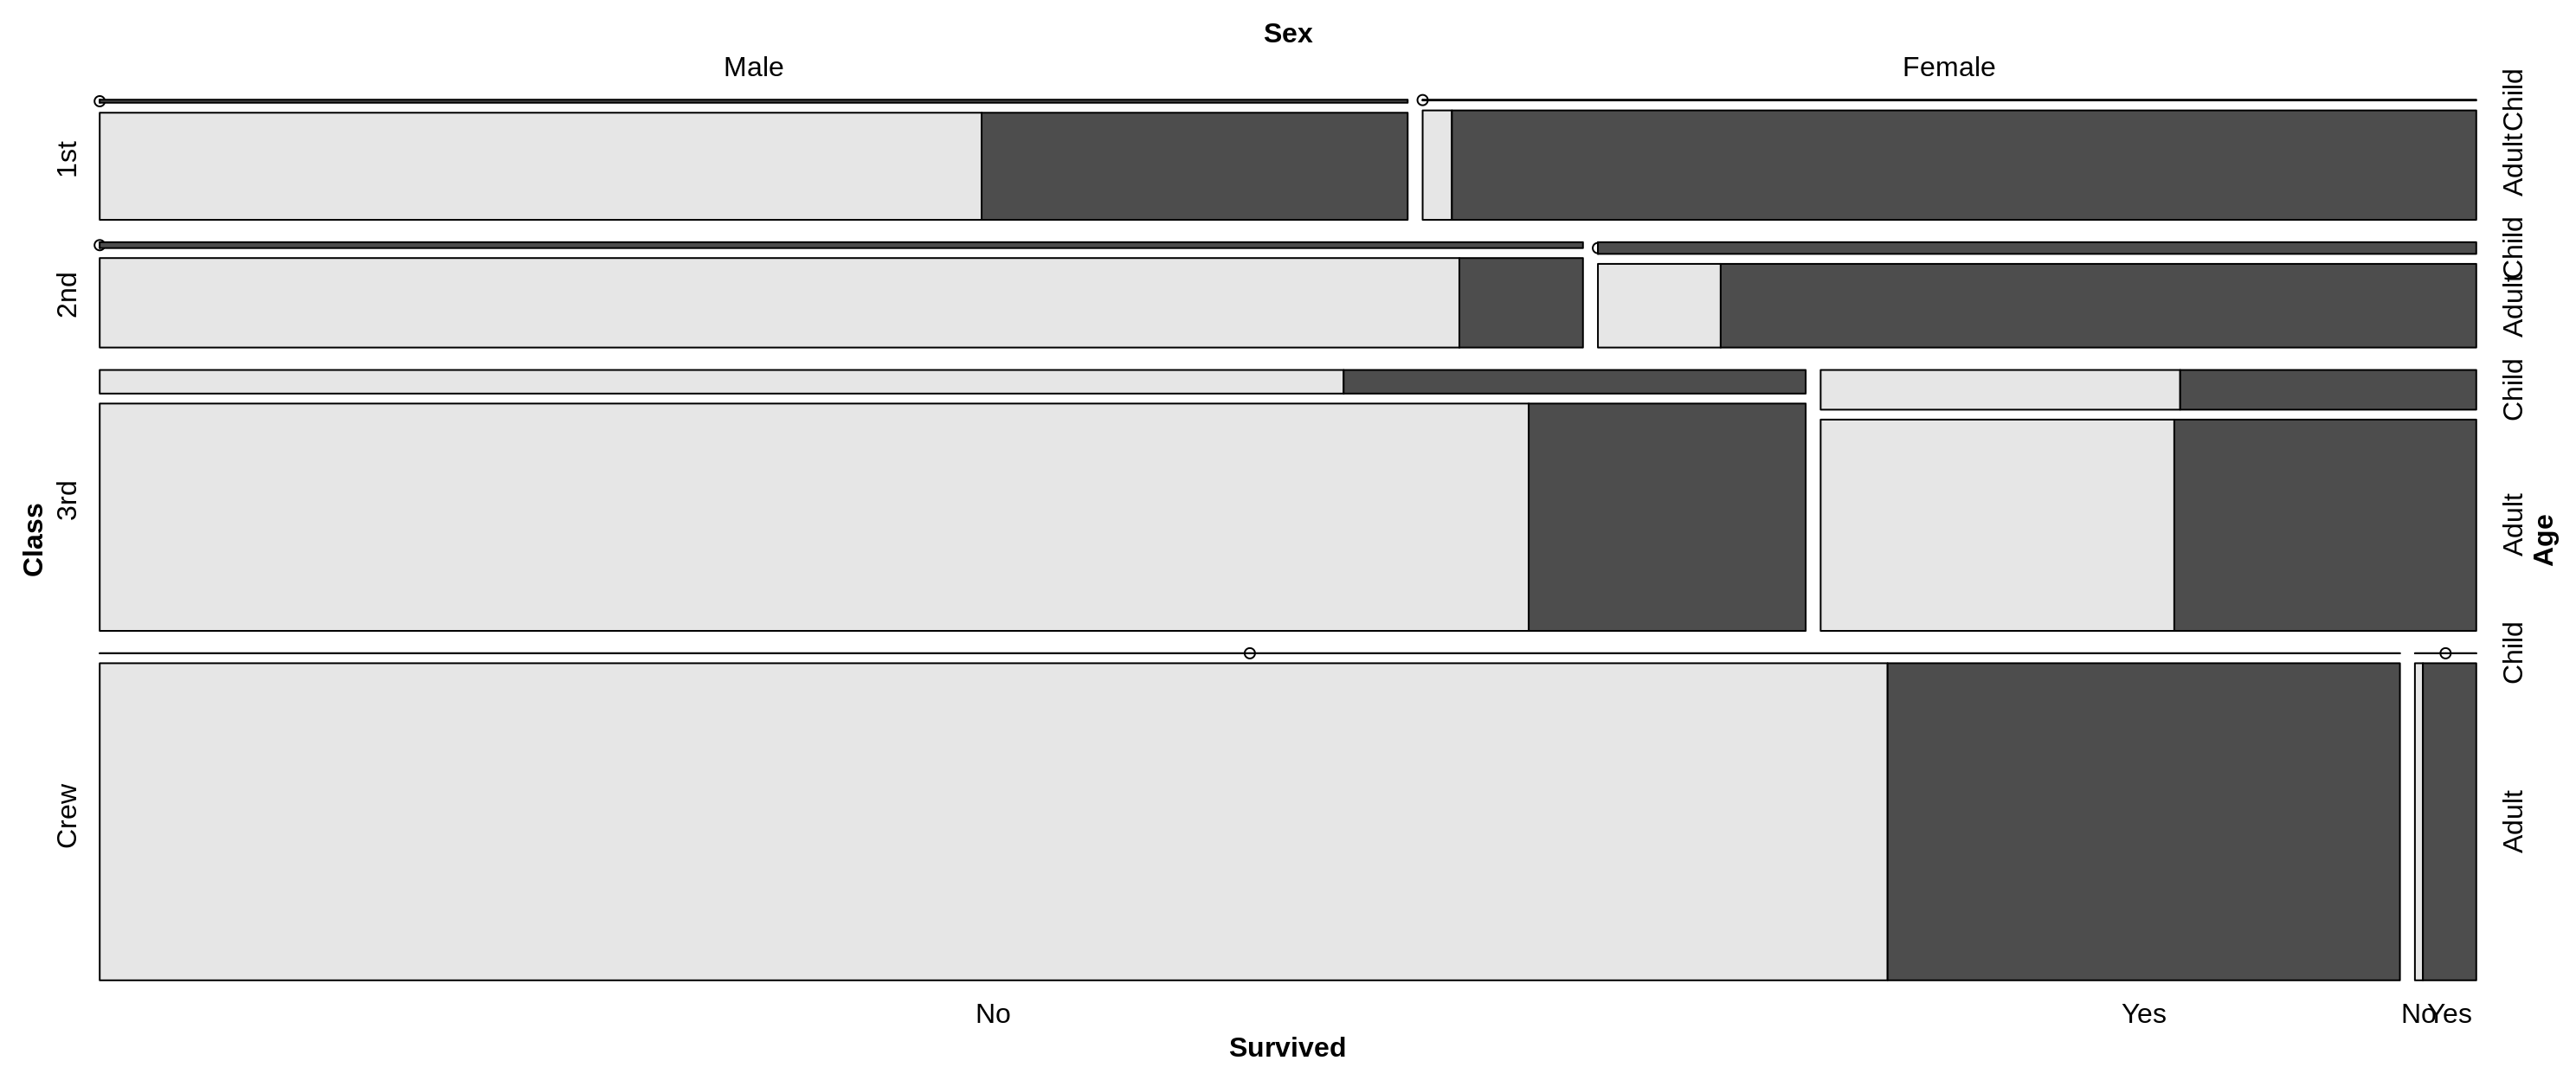 Sex
Male Female
1st
2nd
3rd
Crew
Class
Child
Adult
Child
Adult
Child
Adult
Child
Adult
Age
No Yes No Yes
Survived